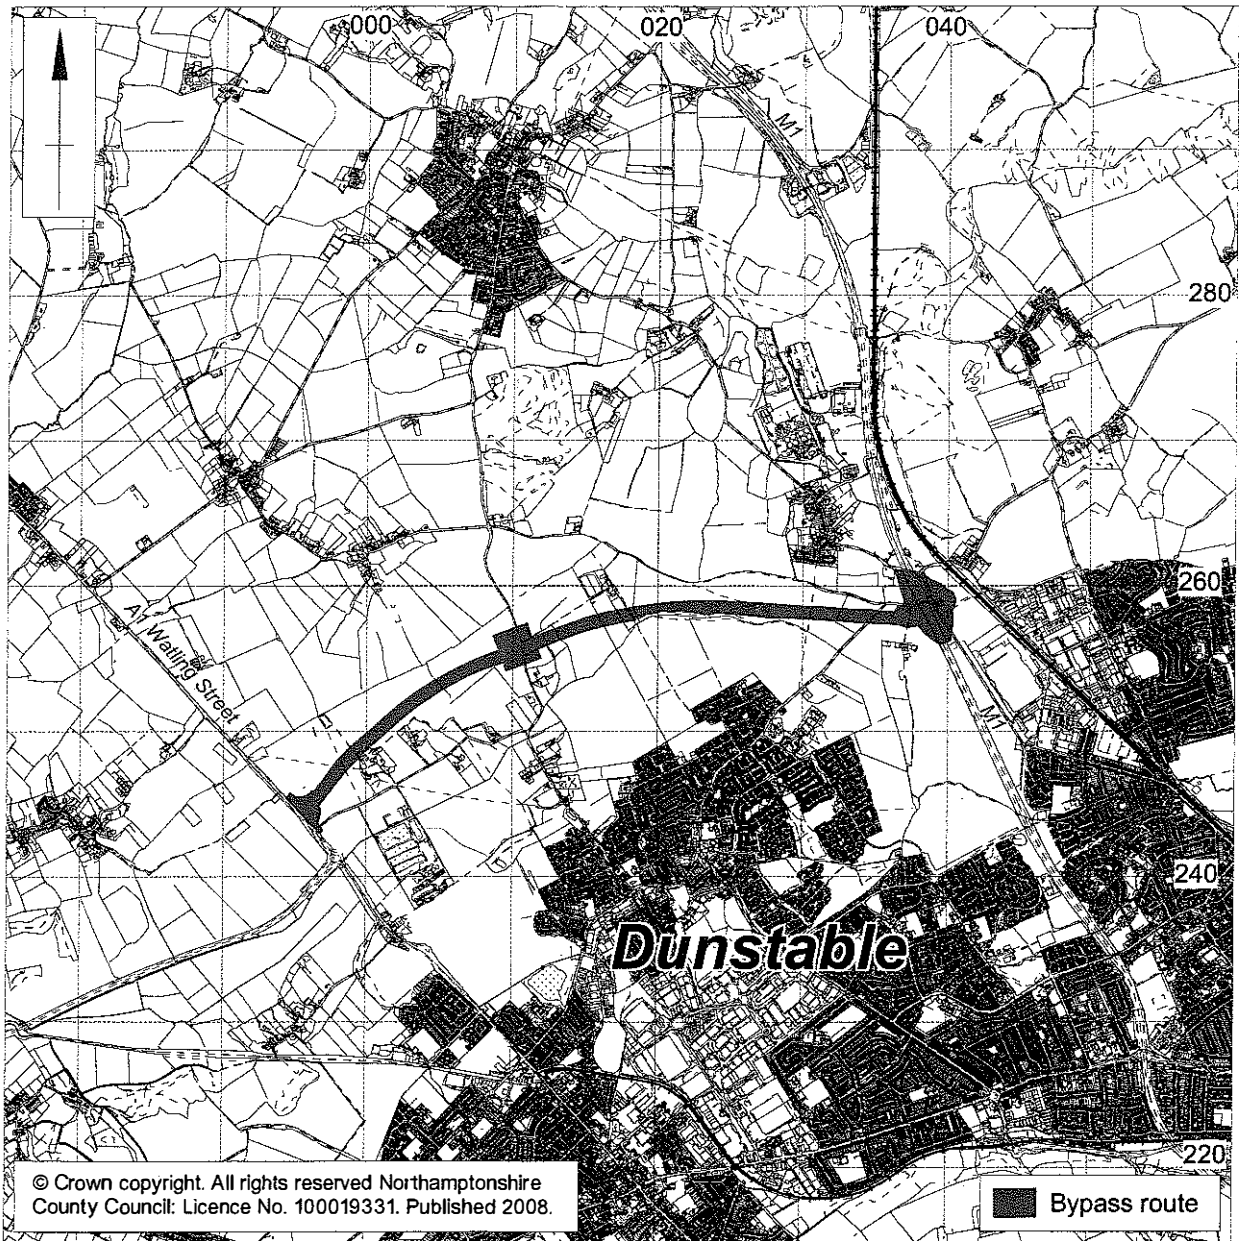 000
020
040
M1
280
260
A1 Watling Street
M1
240
Dunstable
220
© Crown copyright. All rights reserved Northamptonshire
County Council: Licence No. 100019331. Published 2008.
Bypass route